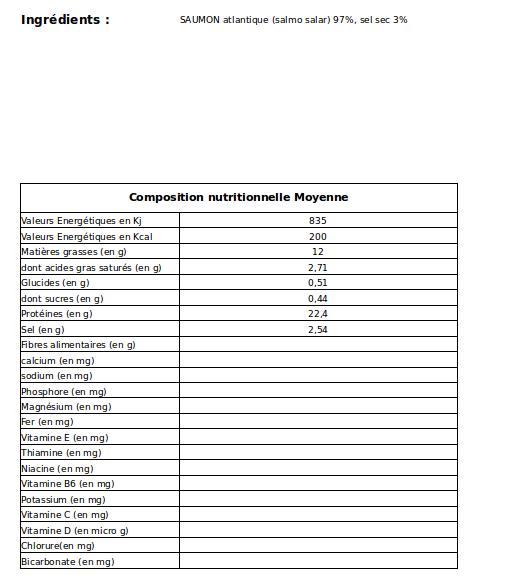 Ingrédients : SAUMON atlantique (salmo salar) 97%, sel sec 3%
Composition nutritionnelle Moyenne
Valeurs Energétiques en Kj 835
Valeurs Energétiques en Kcal 200
Matières grasses (en g) 12
dont acides gras saturés (en g) 2,71
Glucides (en g) 0,51
dont sucres (en g) 0,44
Protéines (en g) 22,4
Sel (en g) 2,54
Fibres alimentaires (en g)
calcium (en mg)
sodium (en mg)
Phosphore (en mg)
Magnésium (en mg)
Fer (en mg)
Vitamine E (en mg)
Thiamine (en mg)
Niacine (en mg)
Vitamine B6 (en mg)
Potassium (en mg)
Vitamine C (en mg)
Vitamine D (en micro g)
Chlorure(en mg)
Bicarbonate (en mg)